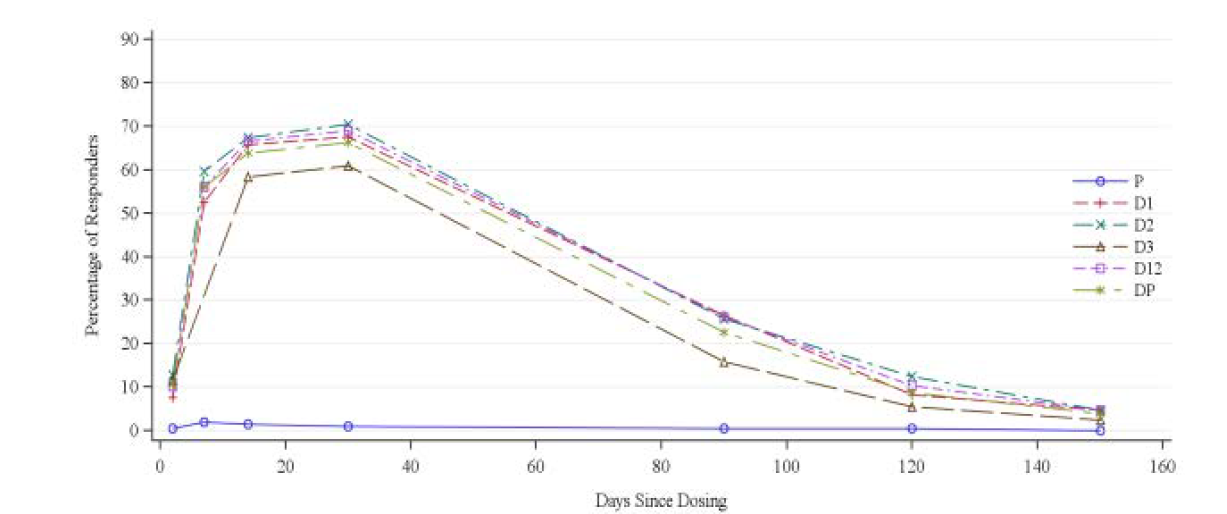 90
80
70
60
50
40
30
20
10
0
Percentage of Responders
P
D1
D2
D3
D12
DP
0 20 40 60 80 100 120 140 160
Days Since Dosing